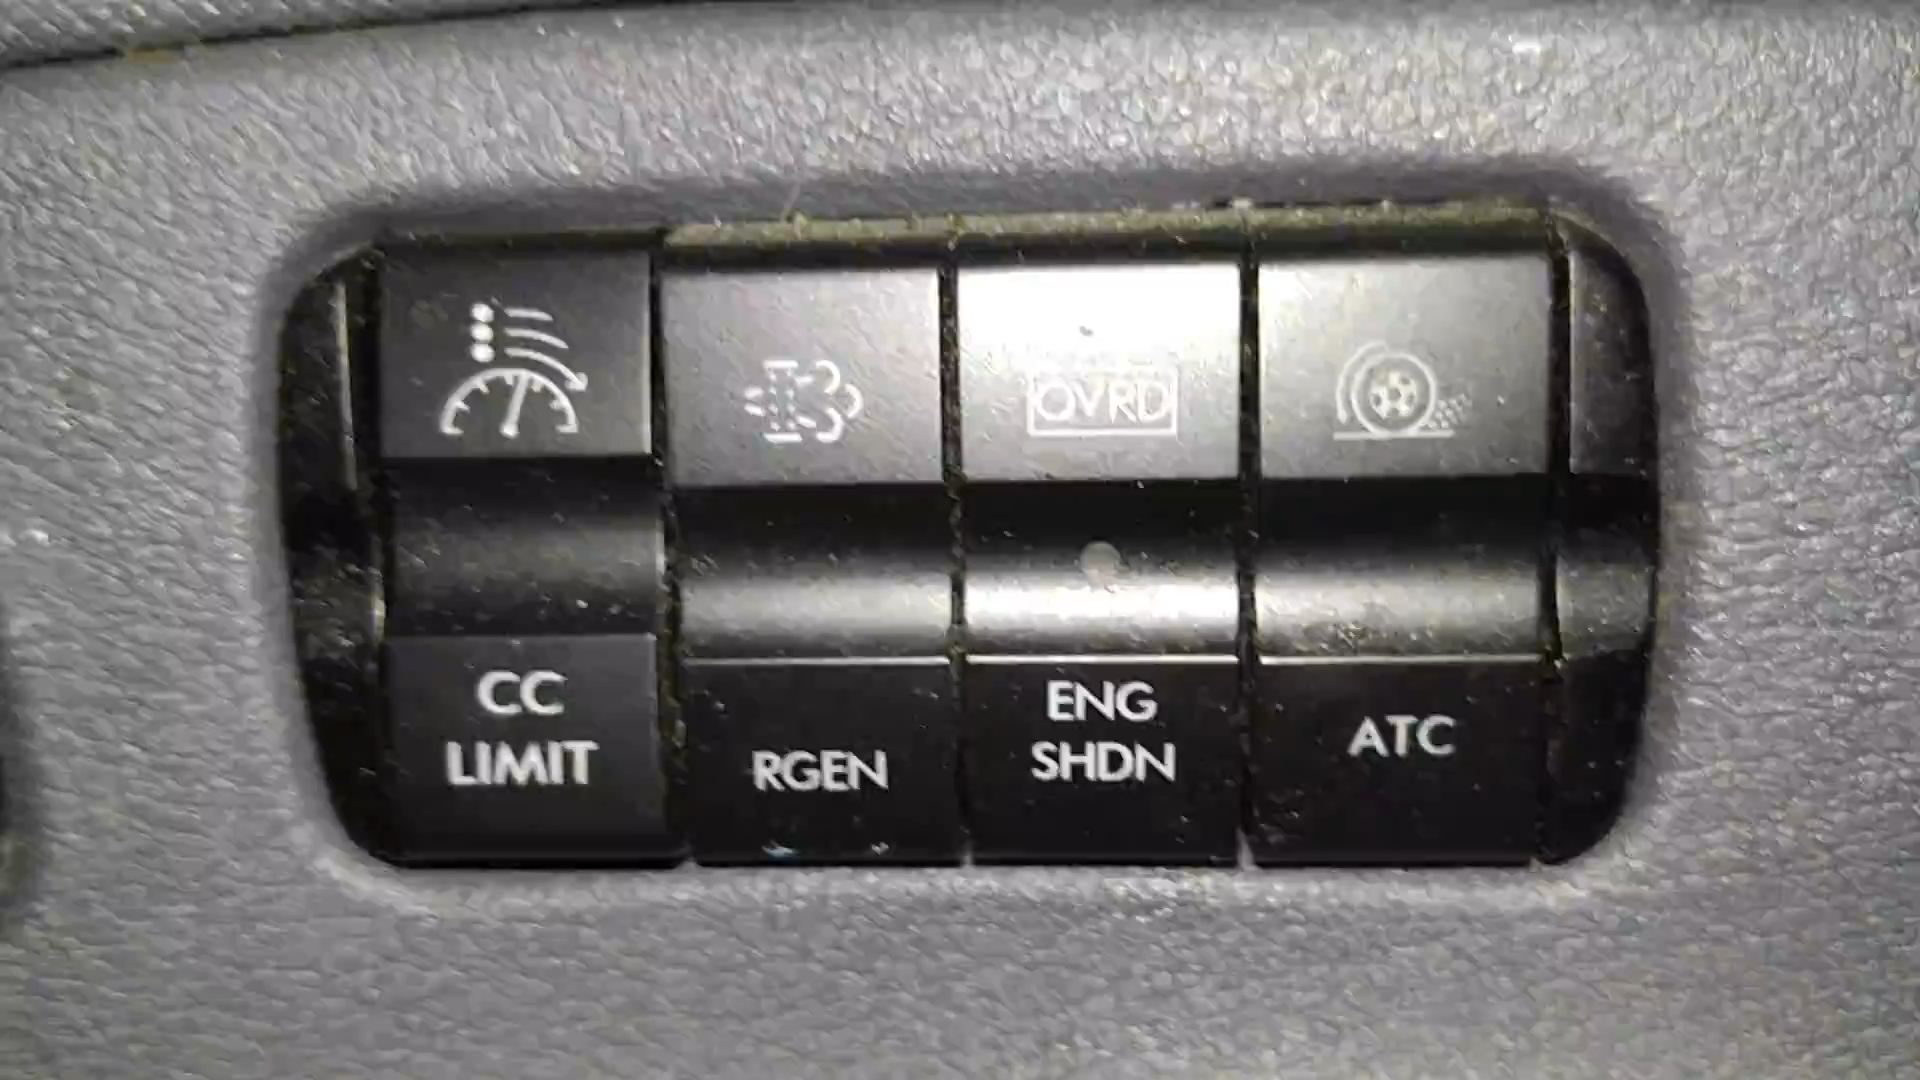 OVRD
CC
LIMIT
RGEN
ENG
SHDN
ATC